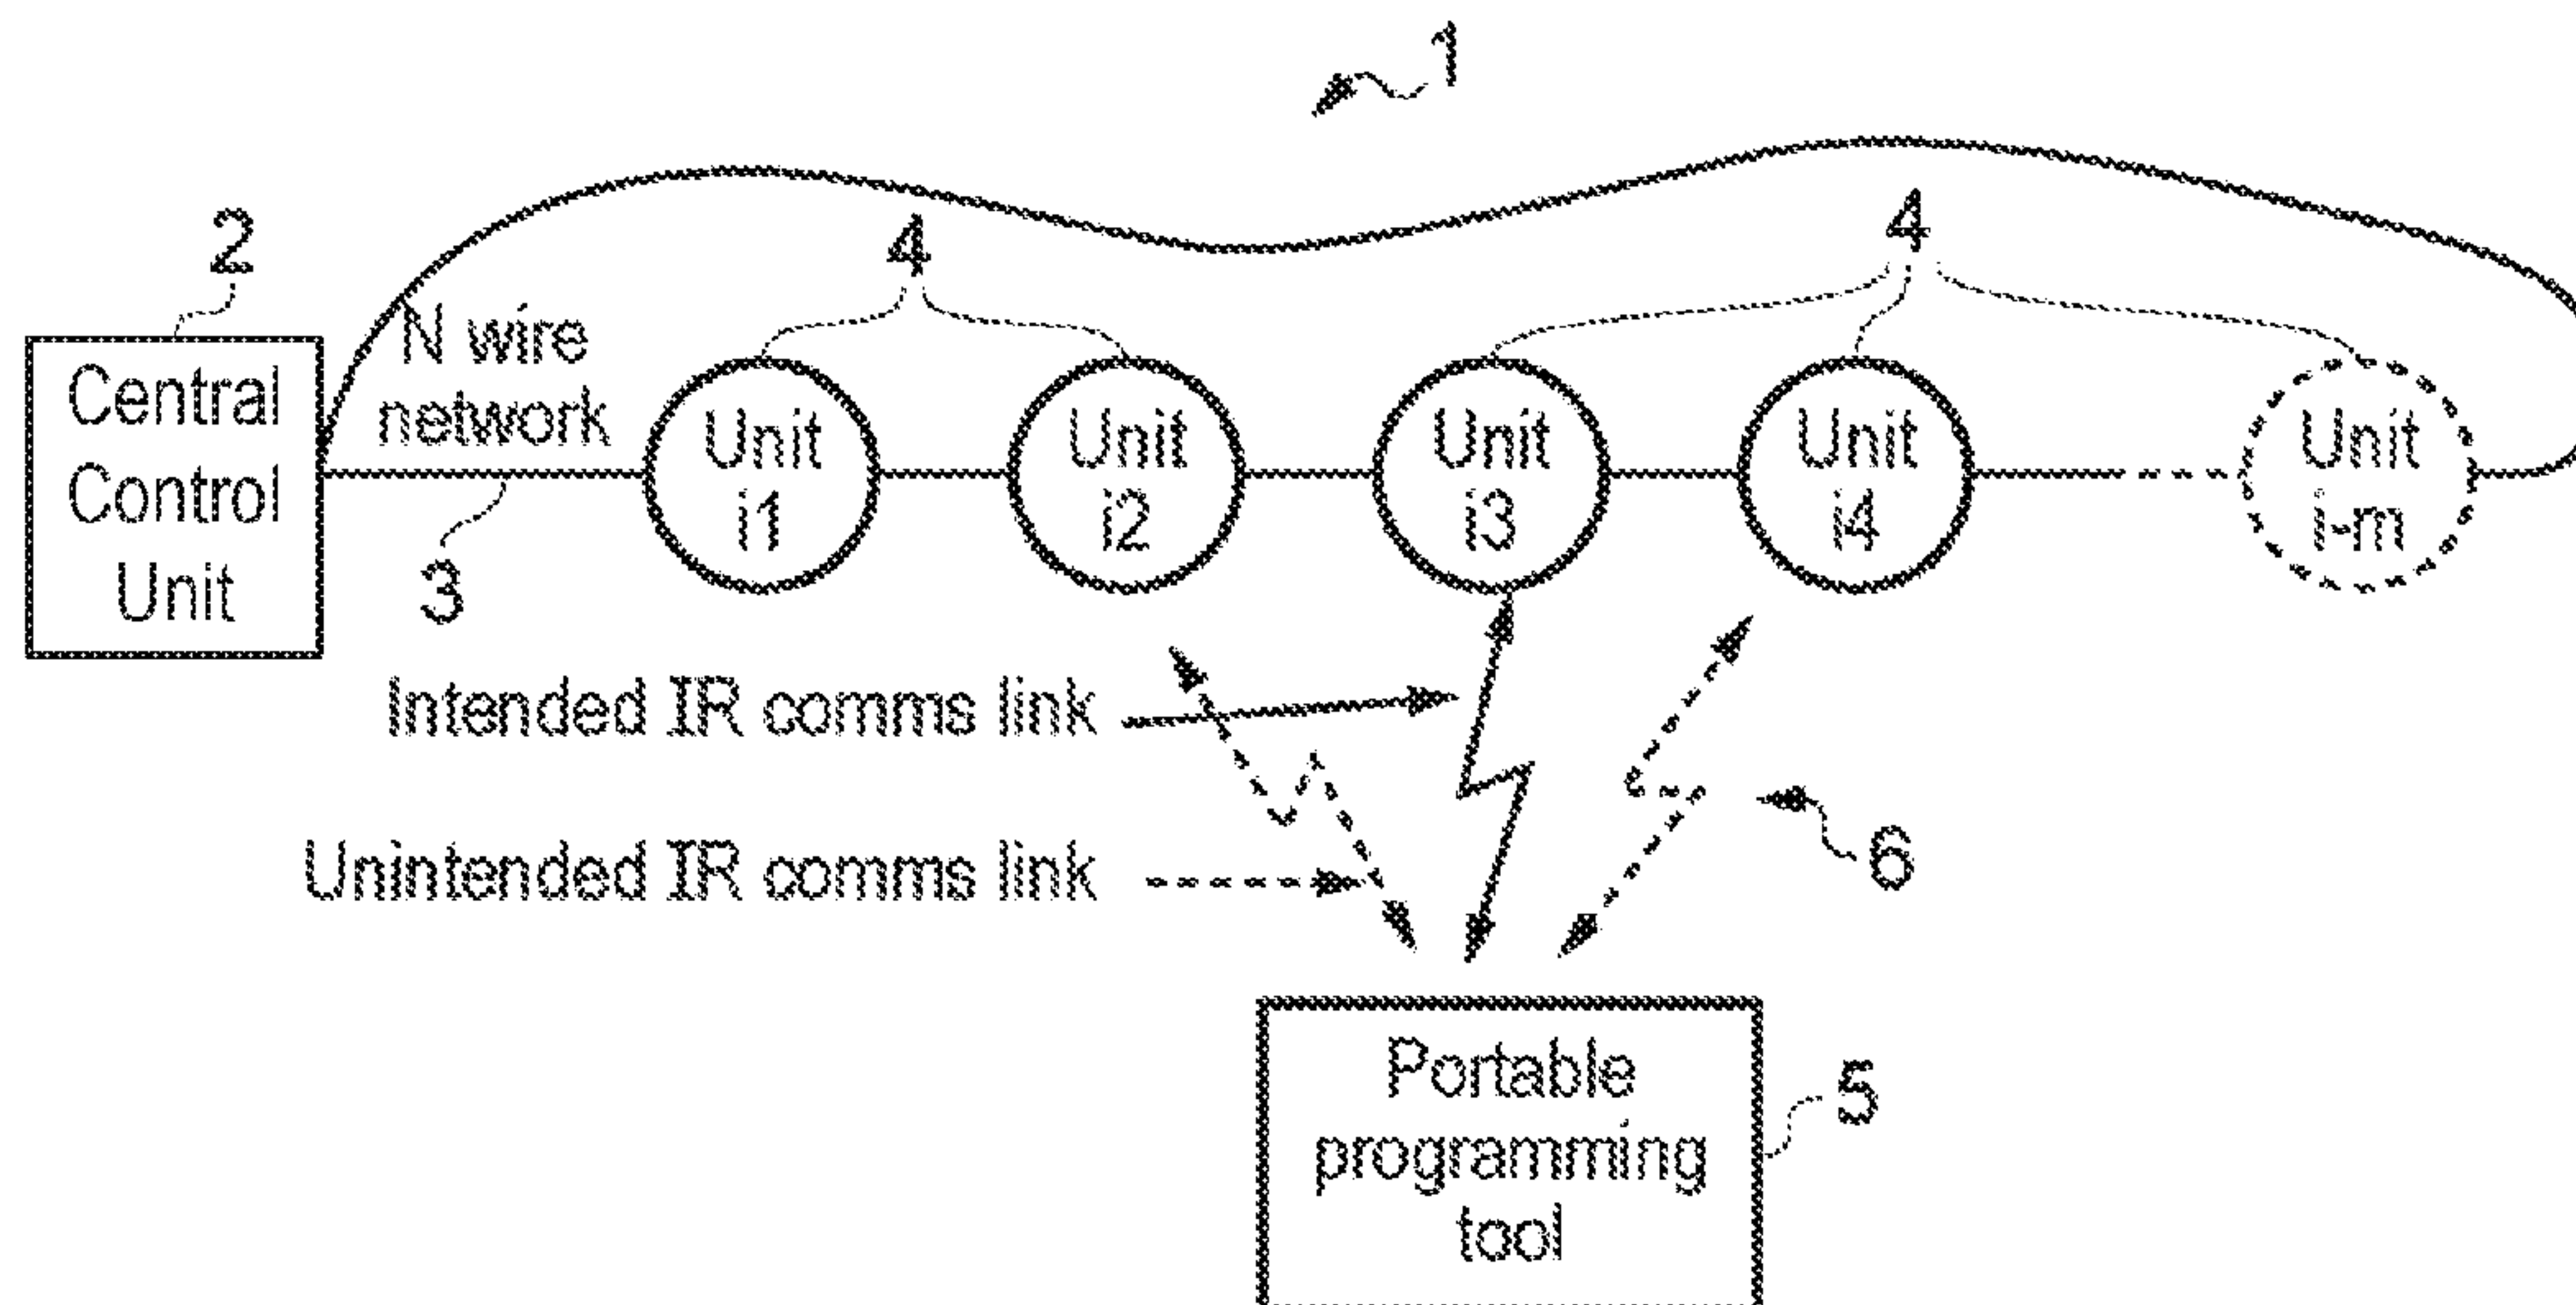 1
2
4
4
N wire
network
Central
Control
Unit
Unit
i1
Unit
i2
Unit
i3
Unit
i4
Unit
i-m
3
Intended IR comms link
Unintended IR comms link
6
Portable
programming
tool
5